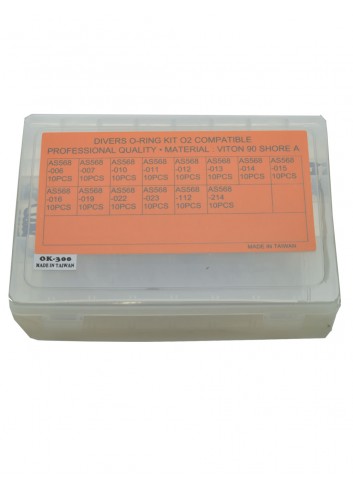 DIVERS O-RING KIT O2 COMPATIBLE
PROFESSIONAL QUALITY • MATERIAL : VITON 90 SHORE A
AS568 AS568 AS568 AS568 AS568 AS568 AS568 AS568
-006 -007 -010 -011 -012 -013 -014 -015
10PCS 10PCS 10PCS 10PCS 10PCS 10PCS 10PCS 10PCS
AS568 AS568 AS568 AS568 AS568 AS568
-016 -018 -022 -023 -112 -214
10PCS 10PCS 10PCS 10PCS 10PCS 10PCS
MADE IN TAIWAN
OK-300
MADE IN TAIWAN